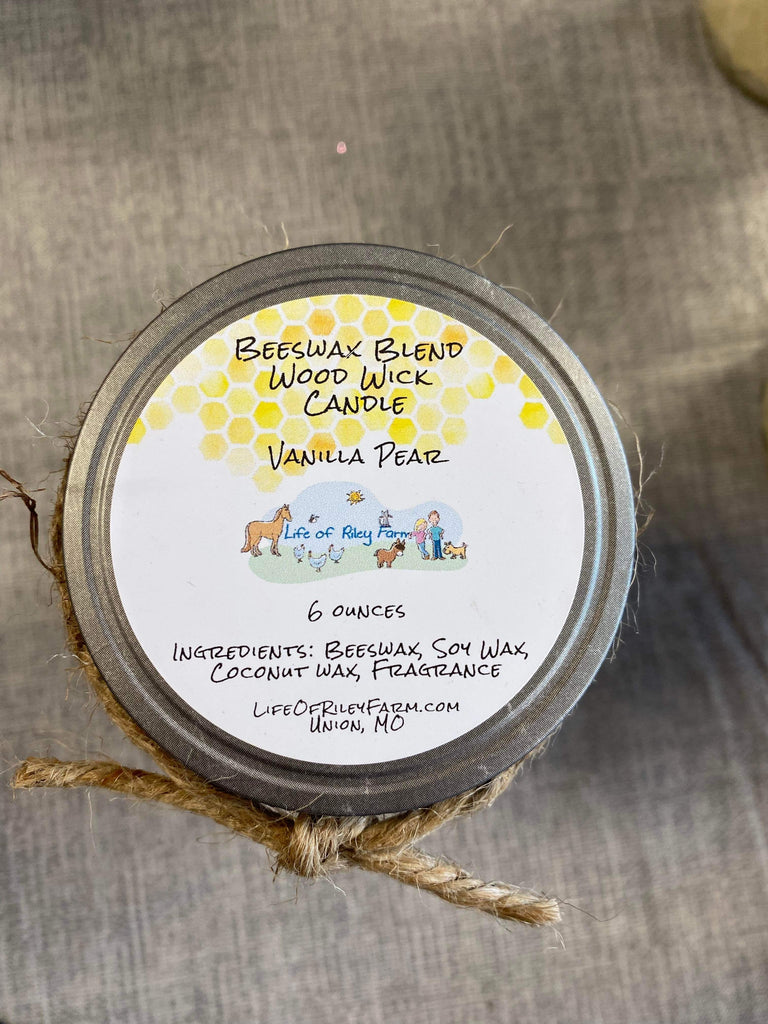 Beeswax Blend
Wood Wick
Candle
Vanilla Pear
Life of Riley Farm
6 ounces
Ingredients: Beeswax, Soy Wax,
Coconut wax, Fragrance
LifeOfRileyFarm.com
Union, MO